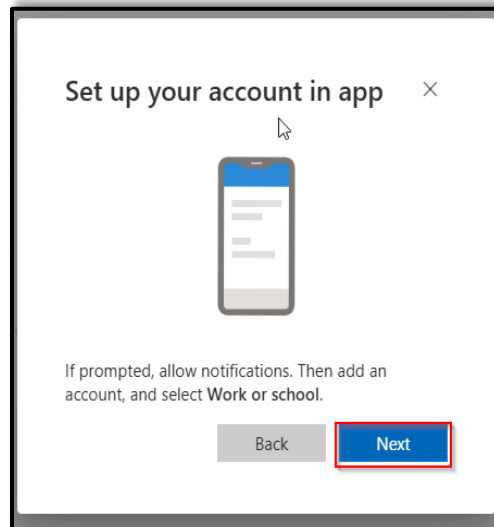 Set up your account in app
If prompted, allow notifications. Then add an
account, and select Work or school.
Back Next